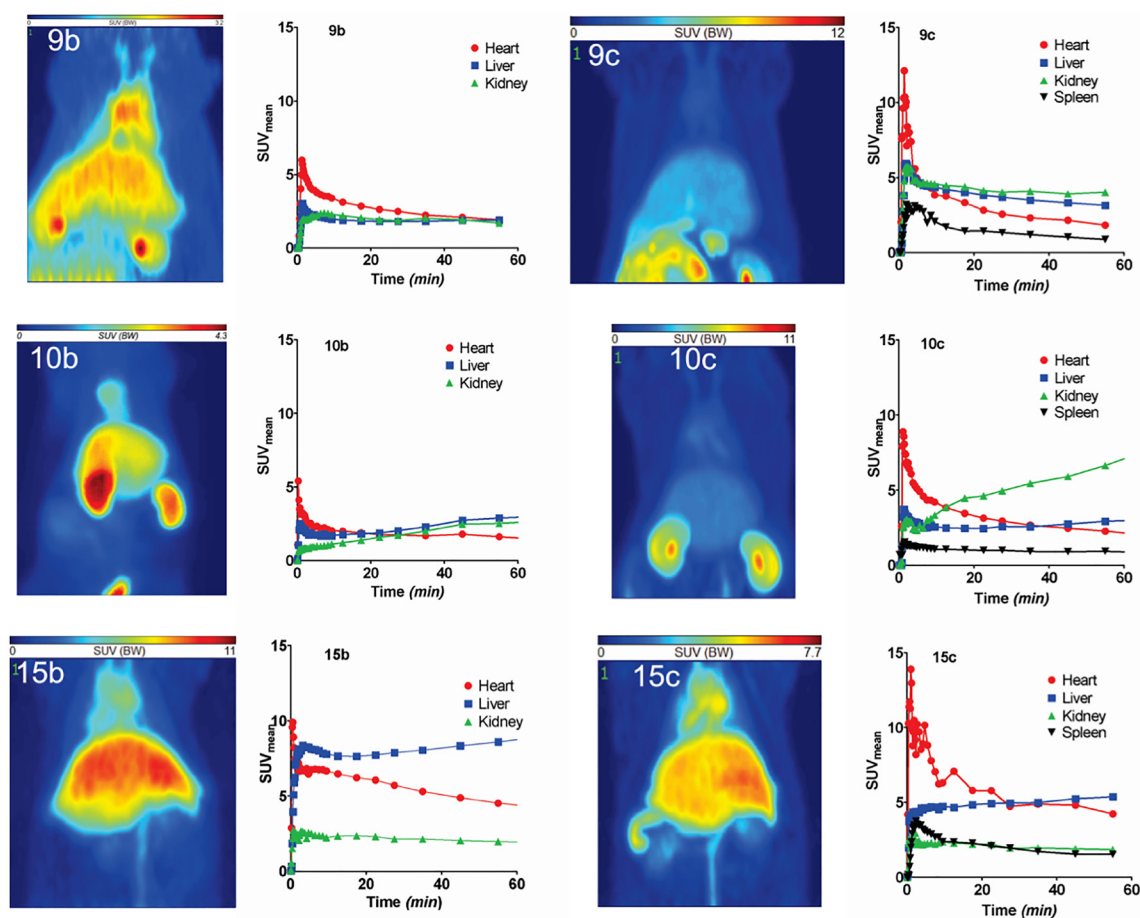 0 SUV (BW) 3.2
1
9b
9b
15
10
5
0
SUVmean
0 20 40 60
Time (min)
Heart
Liver
Kidney
0 SUV (BW) 12
1 9c
9c
15
10
5
0
SUVmean
0 20 40 60
Time (min)
Heart
Liver
Kidney
Spleen
0 SUV (BW) 4.3
10b
10b
15
10
5
0
SUVmean
0 20 40 60
Time (min)
Heart
Liver
Kidney
0 SUV (BW) 11
1 10c
10c
15
10
5
0
SUVmean
0 20 40 60
Time (min)
Heart
Liver
Kidney
Spleen
0 SUV (BW) 11
1 15b
15b
15
10
5
0
SUVmean
0 20 40 60
Time (min)
Heart
Liver
Kidney
0 SUV (BW) 7.7
1 15c
15c
15
10
5
0
SUVmean
0 20 40 60
Time (min)
Heart
Liver
Kidney
Spleen